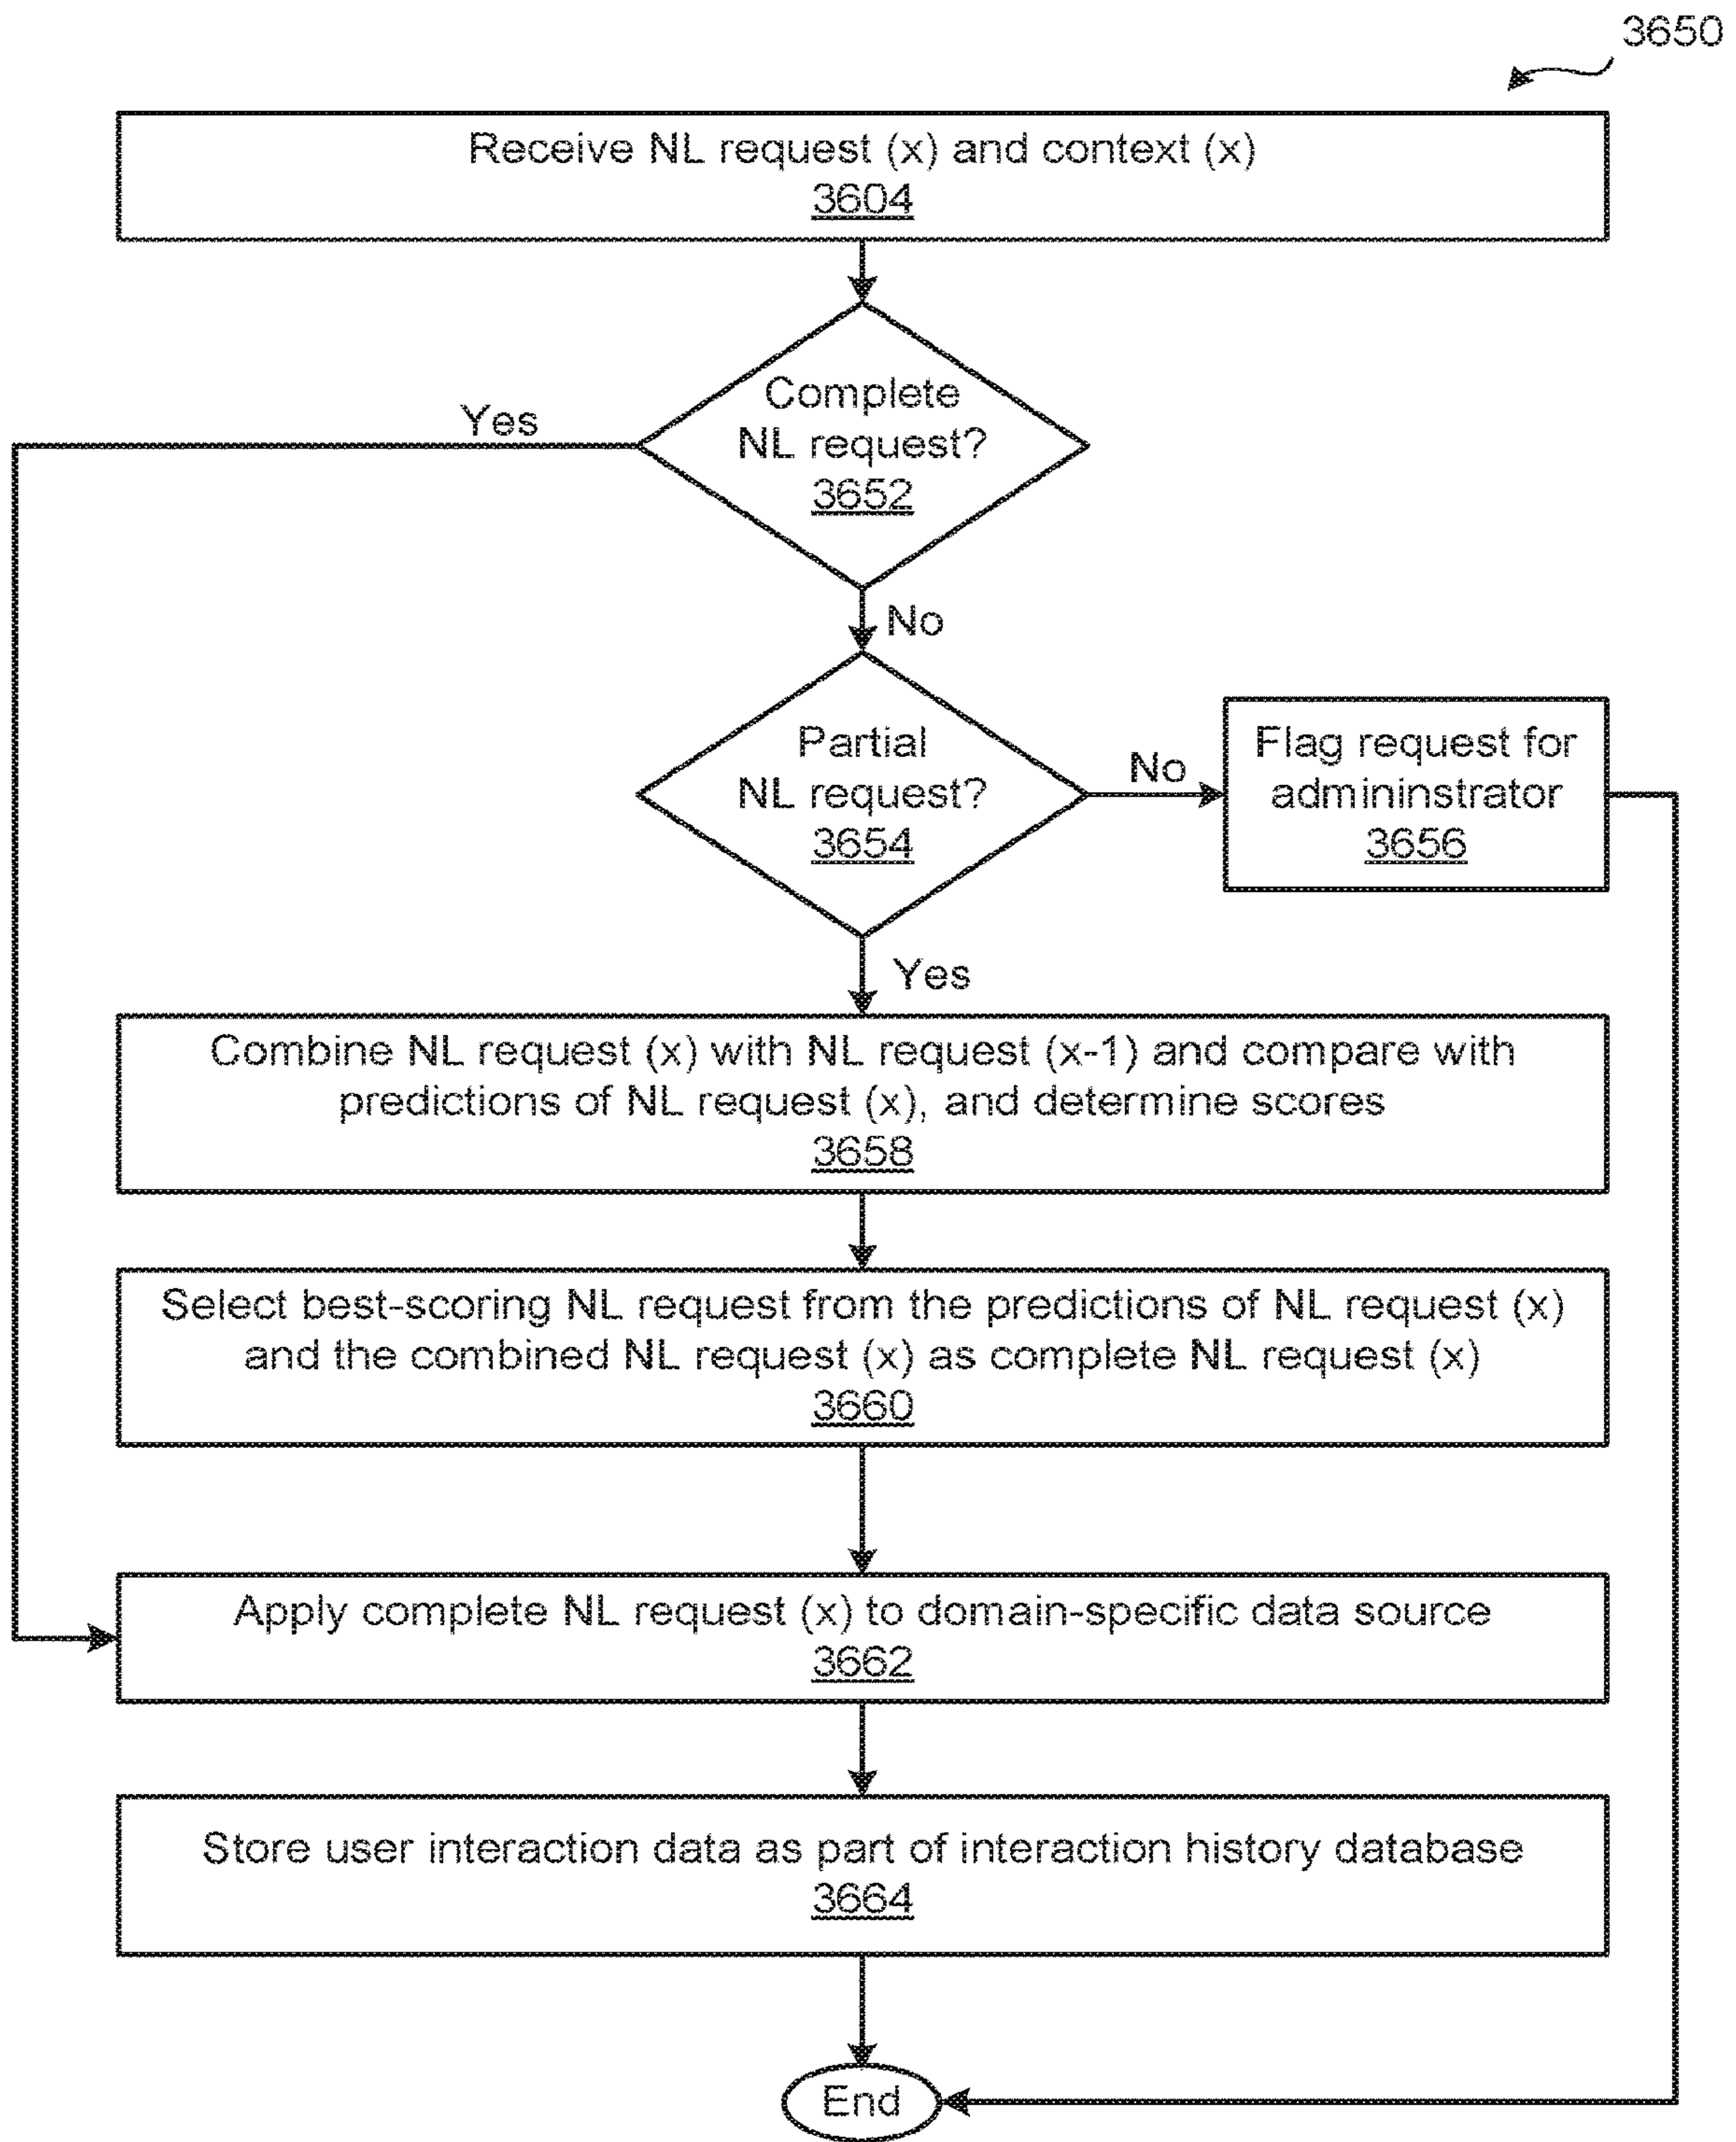 3650
Receive NL request (x) and context (x)
3604
Complete
NL request?
3652
Yes
No
Partial
NL request?
3654
No
Flag request for
admininstrator
3656
Yes
Combine NL request (x) with NL request (x-1) and compare with
predictions of NL request (x), and determine scores
3658
Select best-scoring NL request from the predictions of NL request (x)
and the combined NL request (x) as complete NL request (x)
3660
Apply complete NL request (x) to domain-specific data source
3662
Store user interaction data as part of interaction history database
3664
End